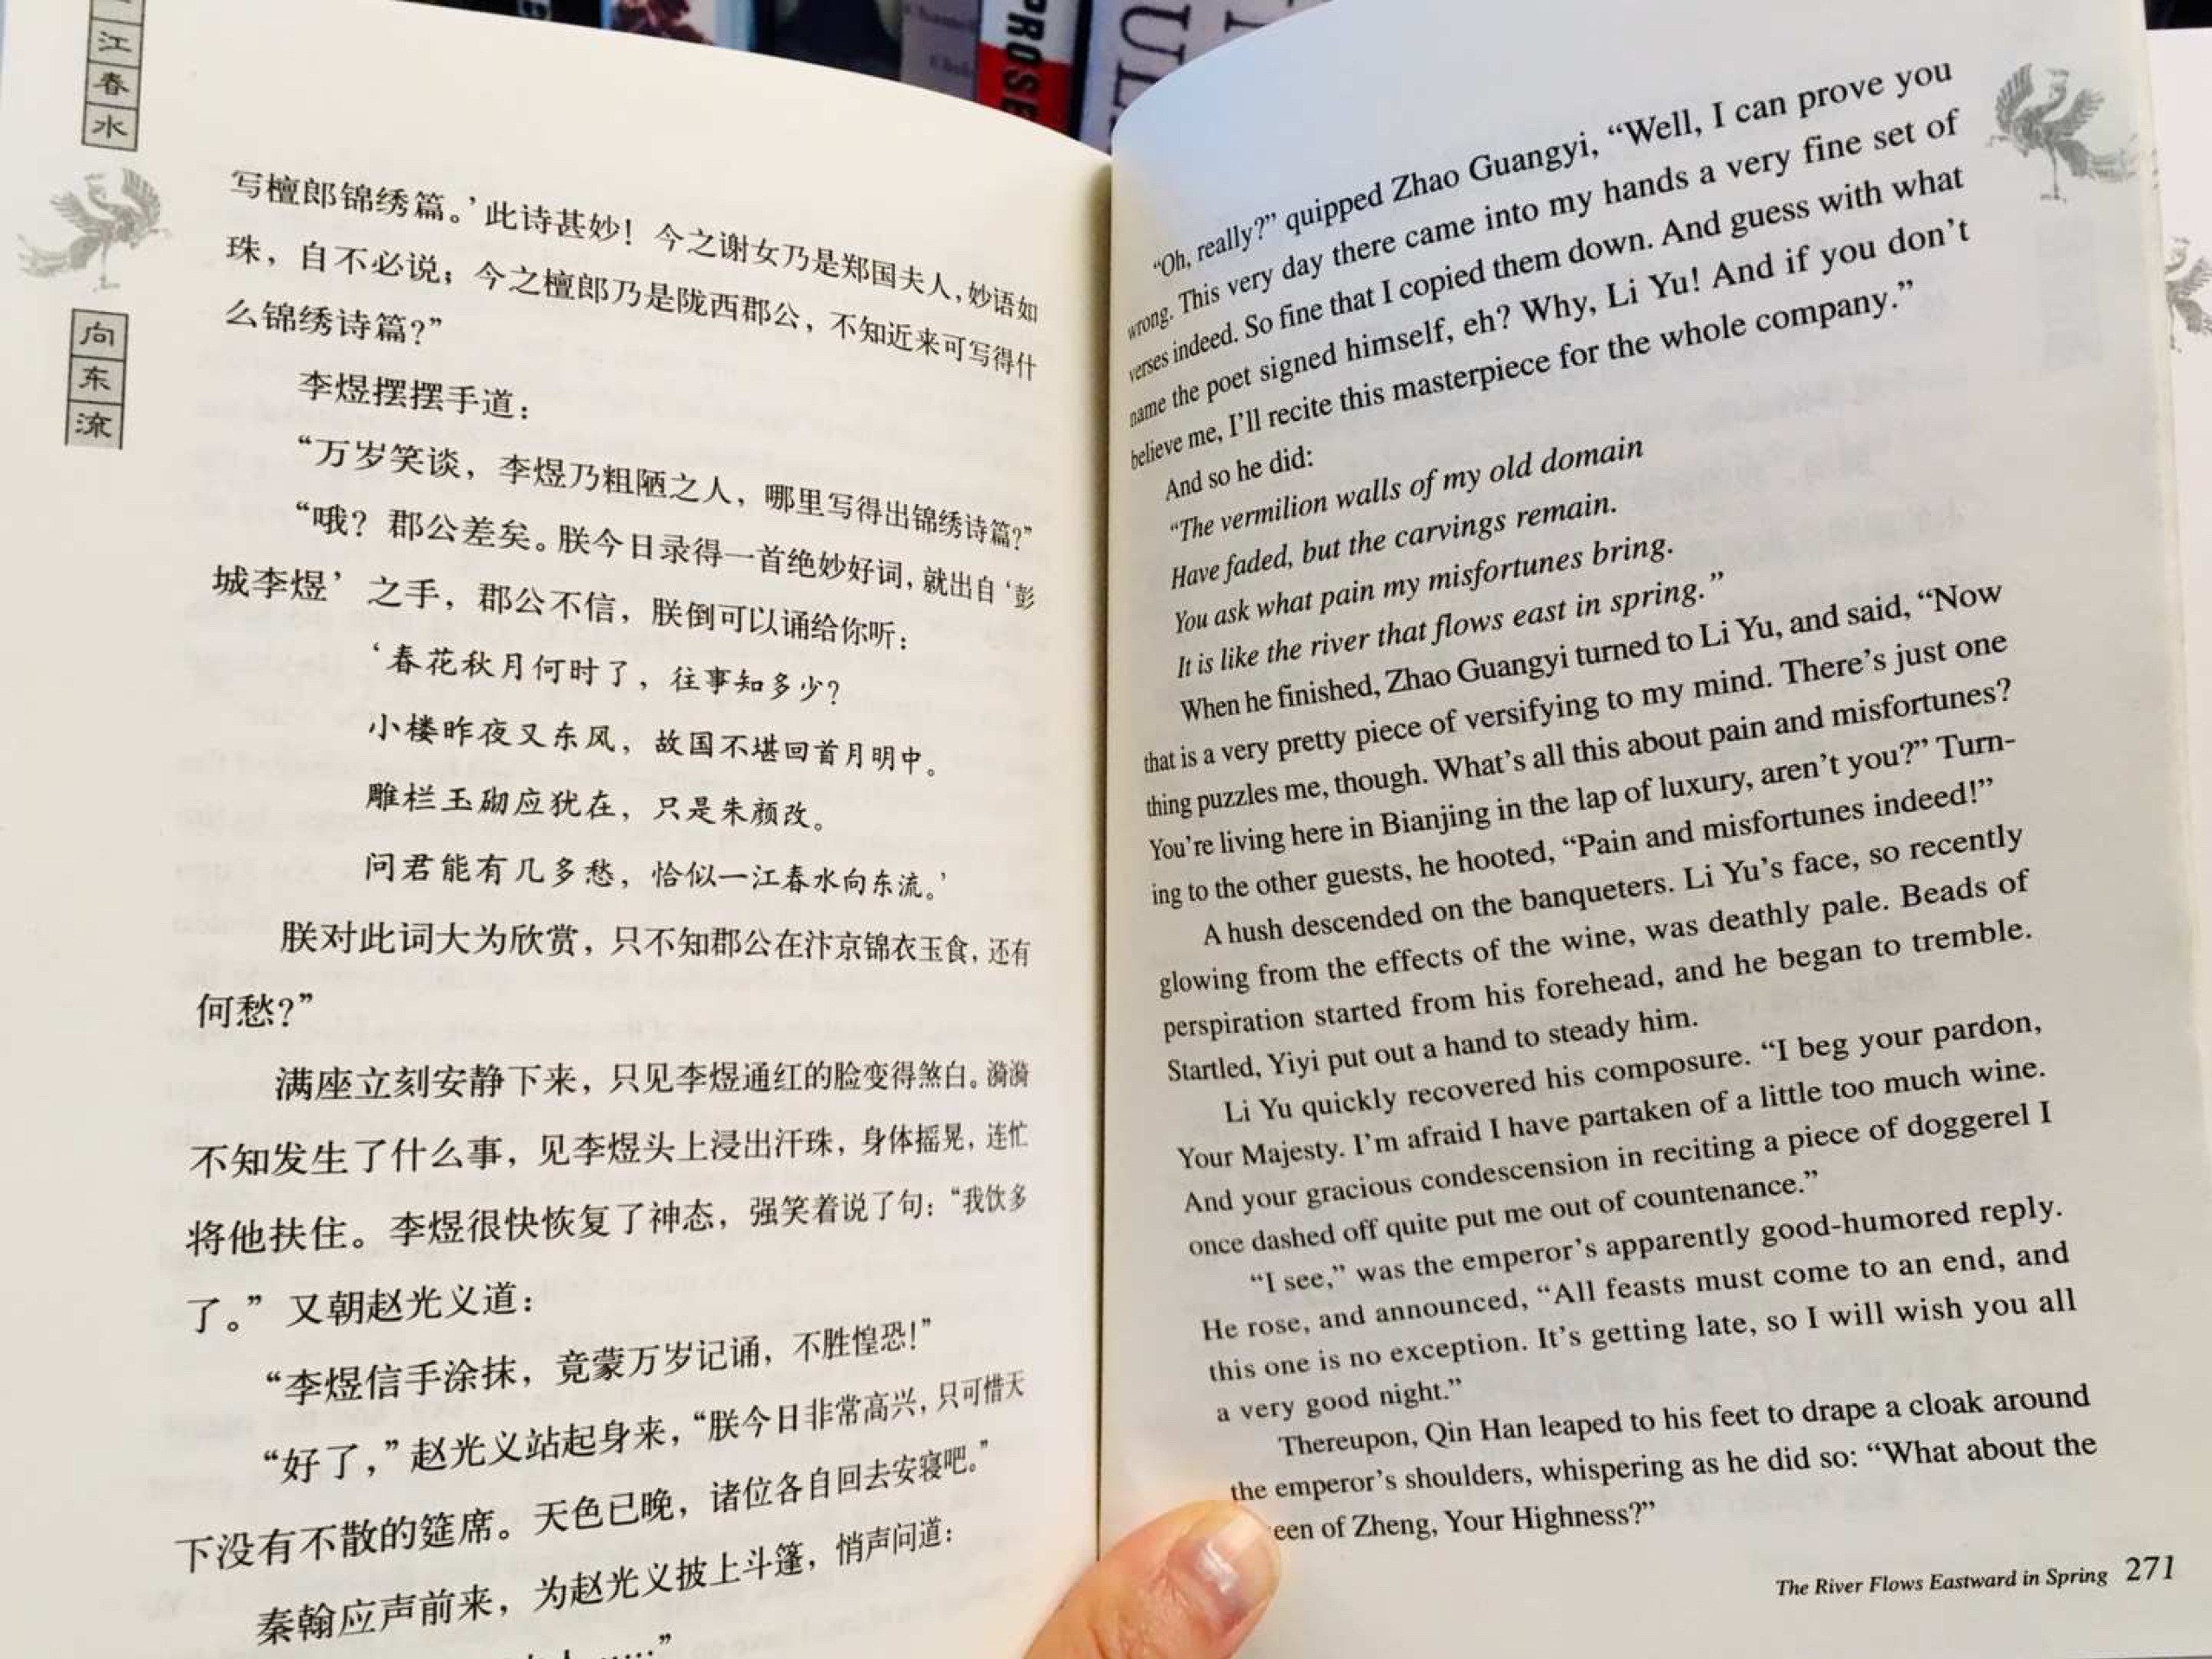 江
春
水
向
东
流
PROSE
写檀郎锦绣篇。’此诗甚妙！今之谢女乃是郑国夫人，妙语如
珠，自不必说；今之檀郎乃是陇西郡公，不知近来可写得什
么锦绣诗篇？”
李煜摆摆手道：
“万岁笑谈，李煜乃粗陋之人，哪里写得出锦绣诗篇？”
“哦？郡公差矣。朕今日录得一首绝妙好词，就出自‘彭
城李煜’之手，郡公不信，朕倒可以诵给你听：
‘春花秋月何时了，往事知多少？
小楼昨夜又东风，故国不堪回首月明中。
雕栏玉砌应犹在，只是朱颜改。
问君能有几多愁，恰似一江春水向东流。’
朕对此词大为欣赏，只不知郡公在汴京锦衣玉食，还有
何愁？”
满座立刻安静下来，只见李煜通红的脸变得煞白。漪漪
不知发生了什么事，见李煜头上浸出汗珠，身体摇晃，连忙
将他扶住。李煜很快恢复了神态，强笑着说了句：“我饮多
了。”又朝赵光义道：
“李煜信手涂抹，竟蒙万岁记诵，不胜惶恐！”
“好了，”赵光义站起身来，“朕今日非常高兴，只可惜天
下没有不散的筵席。天色已晚，诸位各自回去安寝吧。”
秦翰应声前来，为赵光义披上斗篷，悄声问道：
……”
“Oh, really?” quipped Zhao Guangyi, “Well, I can prove you
wrong. This very day there came into my hands a very fine set of
verses indeed. So fine that I copied them down. And guess with what
name the poet signed himself, eh? Why, Li Yu! And if you don’t
believe me, I’ll recite this masterpiece for the whole company.”
And so he did:
“The vermilion walls of my old domain
Have faded, but the carvings remain.
You ask what pain my misfortunes bring.
It is like the river that flows east in spring.”
When he finished, Zhao Guangyi turned to Li Yu, and said, “Now
that is a very pretty piece of versifying to my mind. There’s just one
thing puzzles me, though. What’s all this about pain and misfortunes?
You’re living here in Bianjing in the lap of luxury, aren’t you?” Turn-
ing to the other guests, he hooted, “Pain and misfortunes indeed!”
A hush descended on the banqueters. Li Yu’s face, so recently
glowing from the effects of the wine, was deathly pale. Beads of
perspiration started from his forehead, and he began to tremble.
Startled, Yiyi put out a hand to steady him.
Li Yu quickly recovered his composure. “I beg your pardon,
Your Majesty. I’m afraid I have partaken of a little too much wine.
And your gracious condescension in reciting a piece of doggerel I
once dashed off quite put me out of countenance.”
“I see,” was the emperor’s apparently good-humored reply.
He rose, and announced, “All feasts must come to an end, and
this one is no exception. It’s getting late, so I will wish you all
a very good night.”
Thereupon, Qin Han leaped to his feet to drape a cloak around
the emperor’s shoulders, whispering as he did so: “What about the
een of Zheng, Your Highness?”
The River Flows Eastward in Spring 271